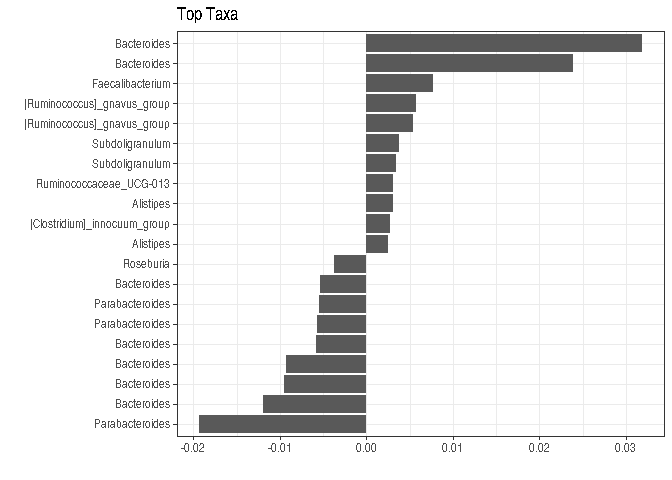 Top Taxa
Bacteroides
Bacteroides
Faecalibacterium
[Ruminococcus]_gnavus_group
[Ruminococcus]_gnavus_group
Subdoligranulum
Subdoligranulum
Ruminococcaceae_UCG-013
Alistipes
[Clostridium]_innocuum_group
Alistipes
Roseburia
Bacteroides
Parabacteroides
Parabacteroides
Bacteroides
Bacteroides
Bacteroides
Bacteroides
Parabacteroides
-0.02 -0.01 0.00 0.01 0.02 0.03